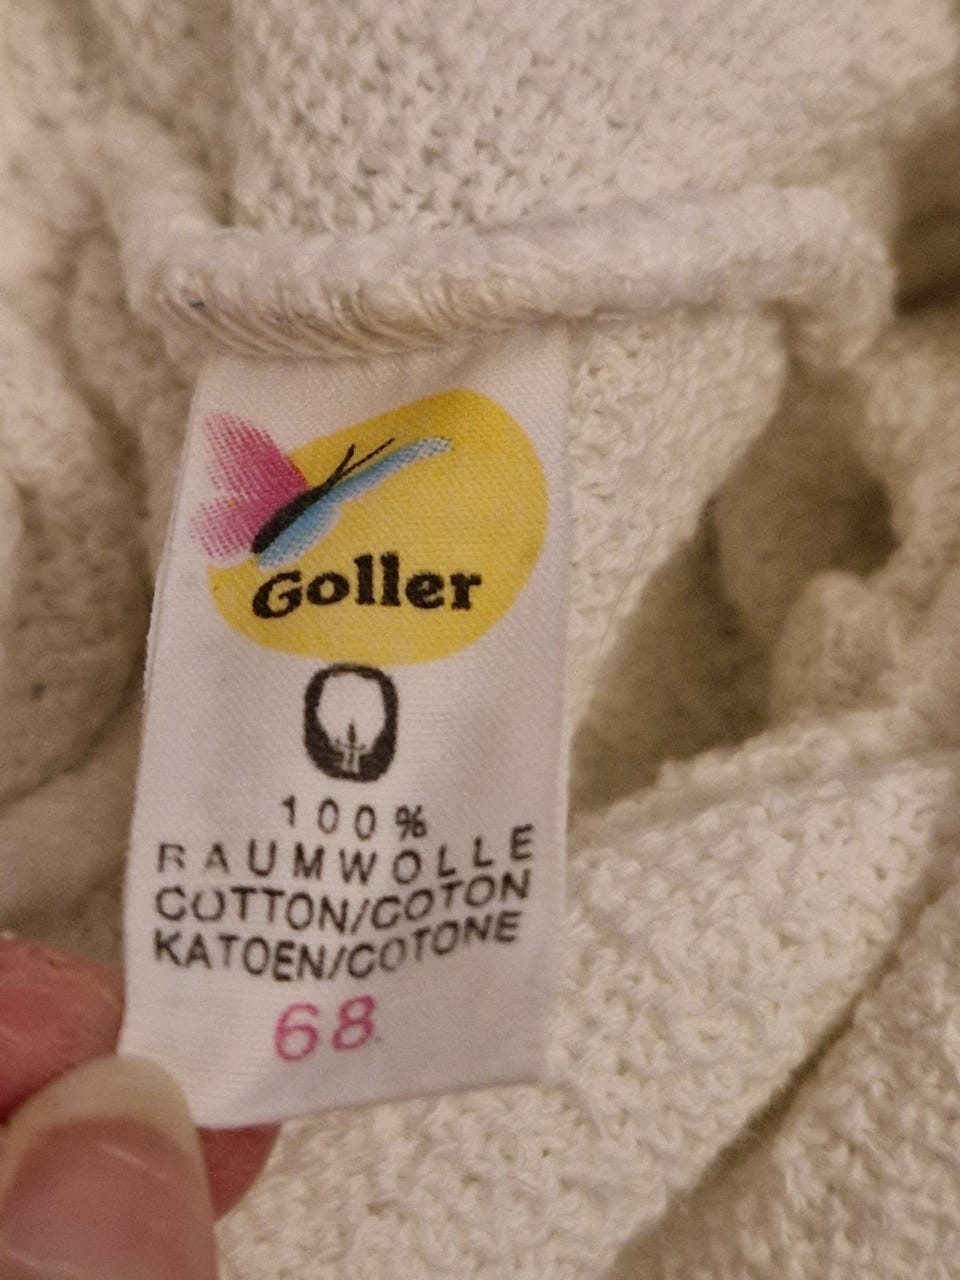 Goller
100%
BAUMWOLLE
COTTON/COTON
KATOEN/COTONE
68